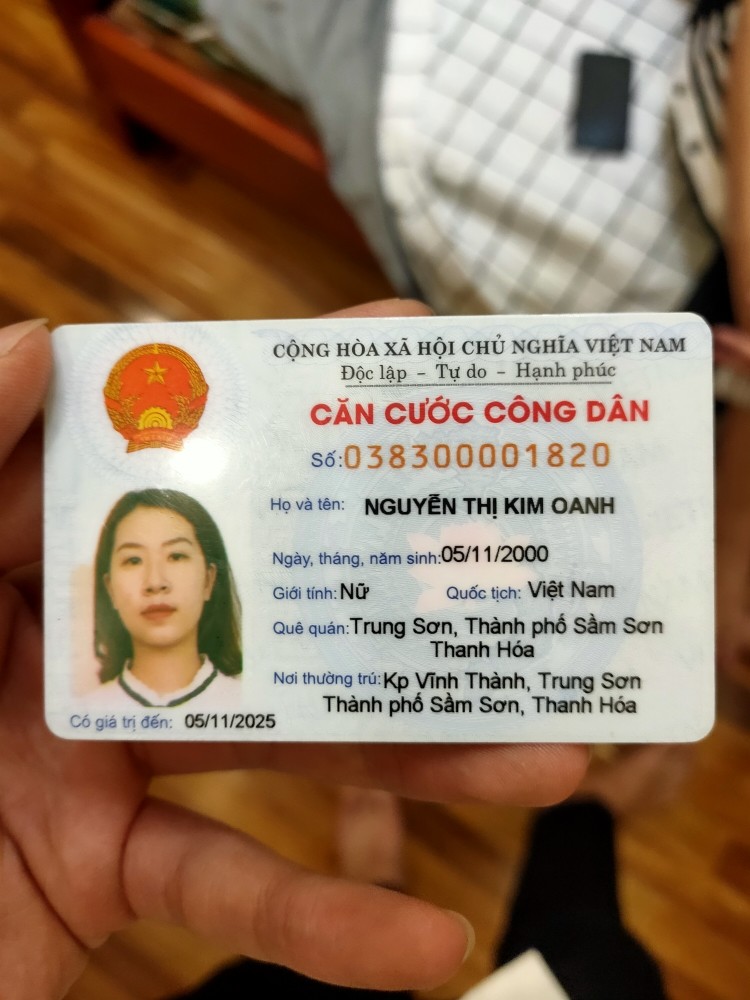 CỘNG HÒA XÃ HỘI CHỦ NGHĨA VIỆT NAM
Độc lập - Tự do - Hạnh phúc
CĂN CƯỚC CÔNG DÂN
Số: 038300001820
Họ và tên: NGUYỄN THỊ KIM OANH
Ngày, tháng, năm sinh: 05/11/2000
Giới tính: Nữ Quốc tịch: Việt Nam
Quê quán: Trung Sơn, Thành phố Sầm Sơn
Thanh Hóa
Nơi thường trú: Kp Vĩnh Thành, Trung Sơn
Thành phố Sầm Sơn, Thanh Hóa
Có giá trị đến: 05/11/2025